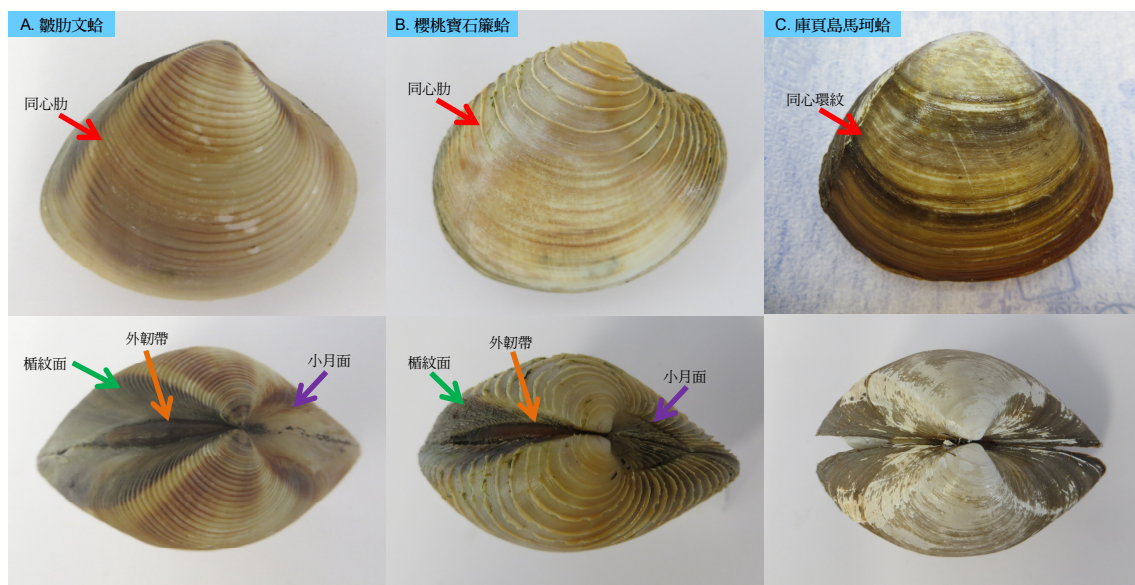 A. 皺肋文蛤
B. 櫻桃寶石簾蛤
C. 庫頁島馬珂蛤
同心肋
同心肋
同心環紋
楯紋面
外韌帶
小月面
楯紋面
外韌帶
小月面